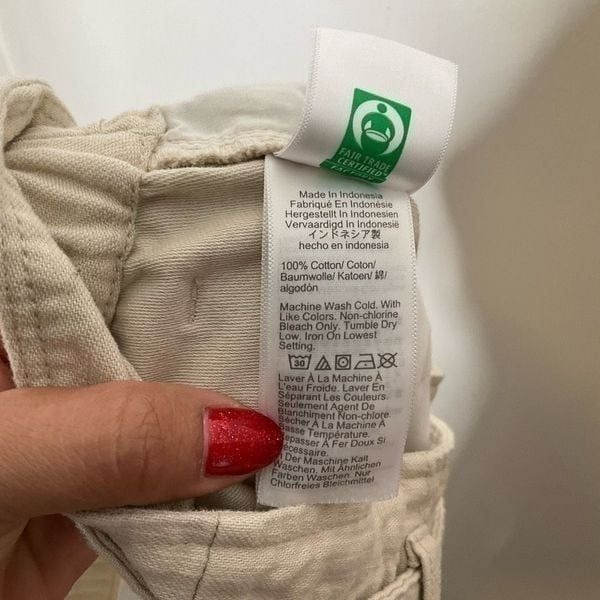 FAIR TRADE
CERTIFIED
FACTORY
Made In Indonesia
Fabriqué En Indonésie
Hergestellt In Indonesien
Vervaardigd In Indonesië
インドネシア製
hecho en indonesia
100% Cotton/ Coton/
Baumwolle/ Katoen/ 綿/
algodón
Machine Wash Cold. With
Like Colors. Non-chlorine
Bleach Only. Tumble Dry
Low. Iron On Lowest
Setting.
30
Laver À La Machine À
L'eau Froide. Laver En
Séparant Les Couleurs.
Seulement Agent De
Blanchiment Non-chlore.
Sécher À La Machine À
Basse Température.
epasser À Fer Doux Si
écessaire.
In Der Maschine Kalt
Waschen. Mit Ähnlichen
Farben Waschen. Nur
Chlorfreies Bleichmittel